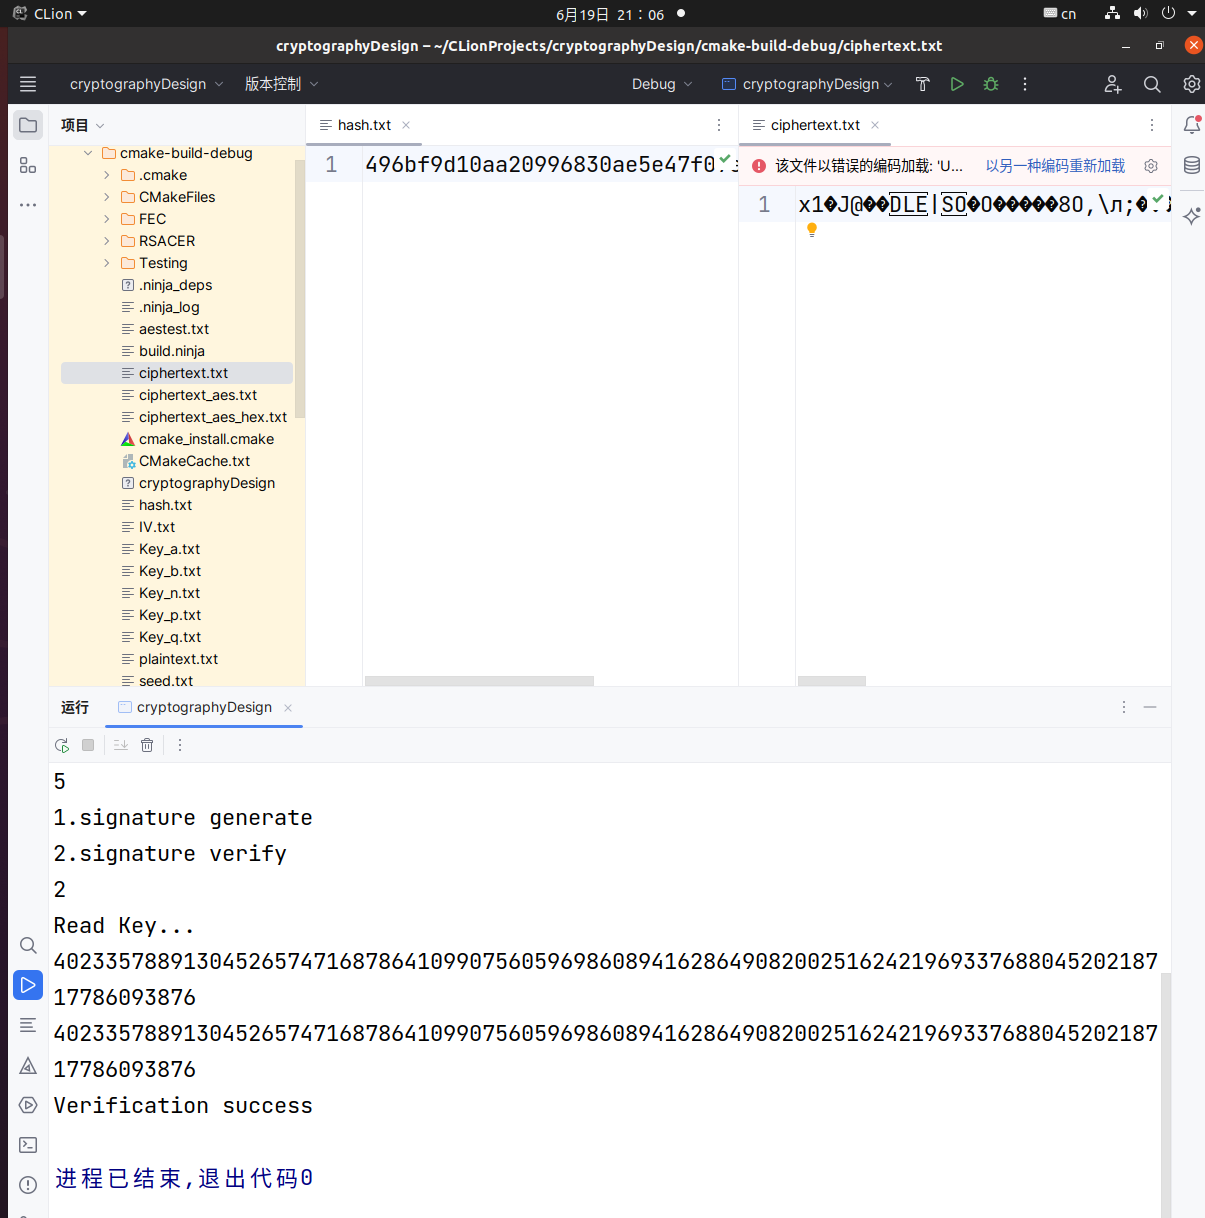 CLion
6月19日 21：06
cn
cryptographyDesign – ~/CLionProjects/cryptographyDesign/cmake-build-debug/ciphertext.txt
cryptographyDesign
版本控制
Debug
cryptographyDesign
项目
cmake-build-debug
.cmake
CMakeFiles
FEC
RSACER
Testing
.ninja_deps
.ninja_log
aestest.txt
build.ninja
ciphertext.txt
ciphertext_aes.txt
ciphertext_aes_hex.txt
cmake_install.cmake
CMakeCache.txt
cryptographyDesign
hash.txt
IV.txt
Key_a.txt
Key_b.txt
Key_n.txt
Key_p.txt
Key_q.txt
plaintext.txt
seed.txt
hash.txt
1
496bf9d10aa20996830ae5e47f0
ciphertext.txt
该文件以错误的编码加载: 'U...
以另一种编码重新加载
1
x1�J@��DLE|SO�O�����8O,\л;�
运行
cryptographyDesign
5
1.signature generate
2.signature verify
2
Read Key...
4023357889130452657471687864109907560596986089416286490820025162421969337688045202187
17786093876
4023357889130452657471687864109907560596986089416286490820025162421969337688045202187
17786093876
Verification success
进程已结束,退出代码0